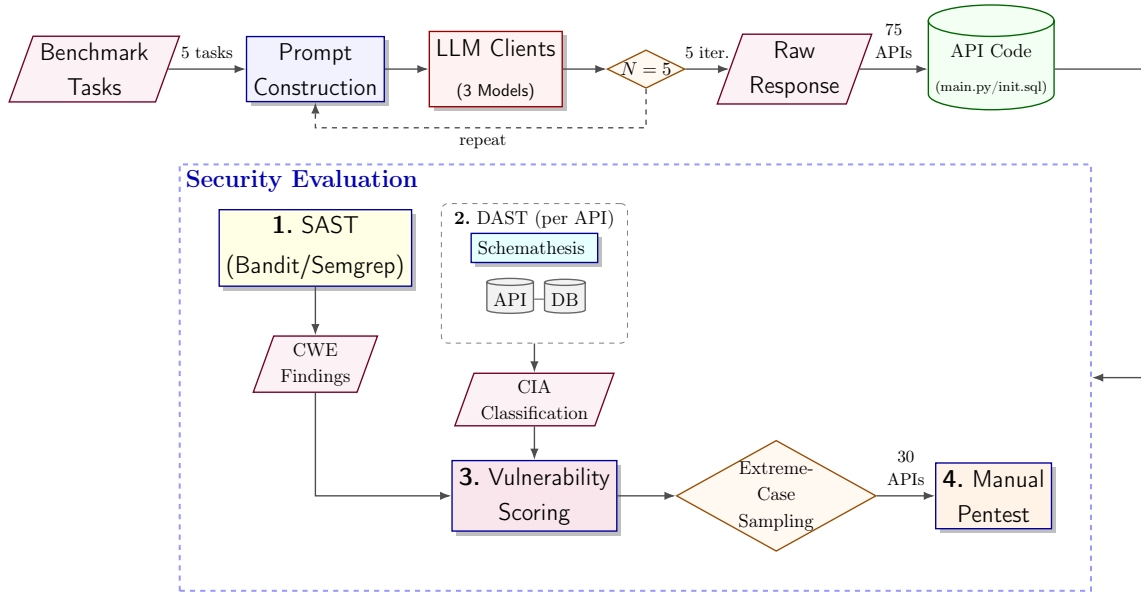 Benchmark
Tasks
5 tasks
Prompt
Construction
LLM Clients
(3 Models)
N = 5
5 iter.
Raw
Response
75
APIs
API Code
(main.py/init.sql)
repeat
Security Evaluation
1. SAST
(Bandit/Semgrep)
2. DAST (per API)
Schemathesis
API
DB
CWE
Findings
CIA
Classification
3. Vulnerability
Scoring
Extreme-
Case
Sampling
30
APIs
4. Manual
Pentest